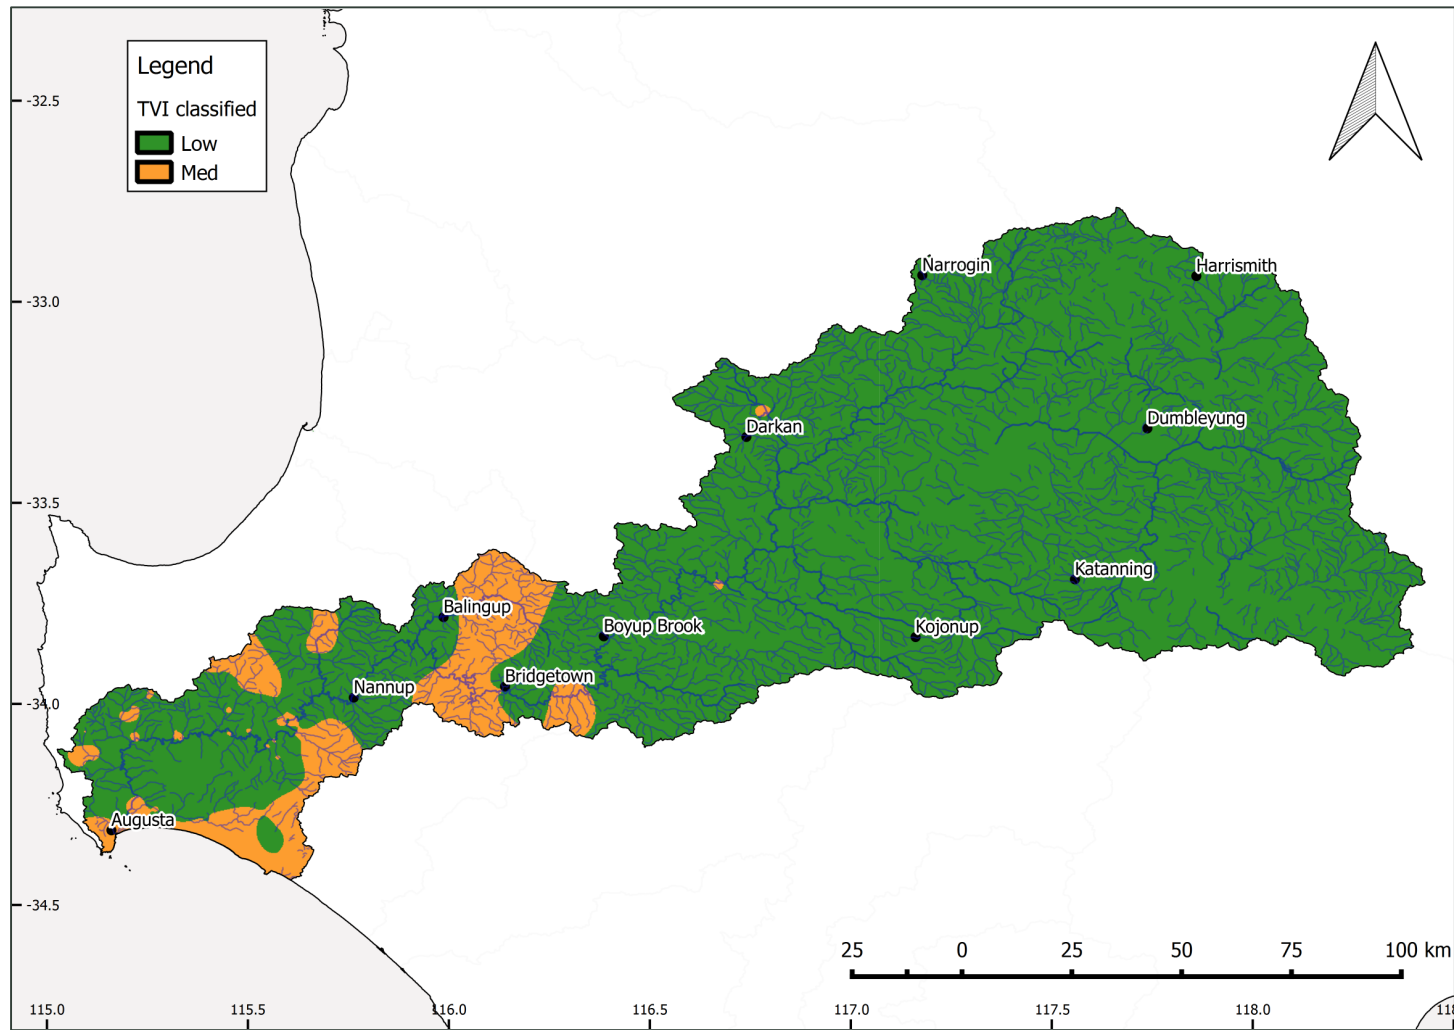 Legend
TVI classified
Low
Med
-32.5
-33.0
-33.5
-34.0
-34.5
Narrogin
Harrismith
Darkan
Dumbleyung
Katanning
Balingup
Boyup Brook
Kojonup
Bridgetown
Nannup
Augusta
25 0 25 50 75 100 km
115.0 115.5 116.0 116.5 117.0 117.5 118.0